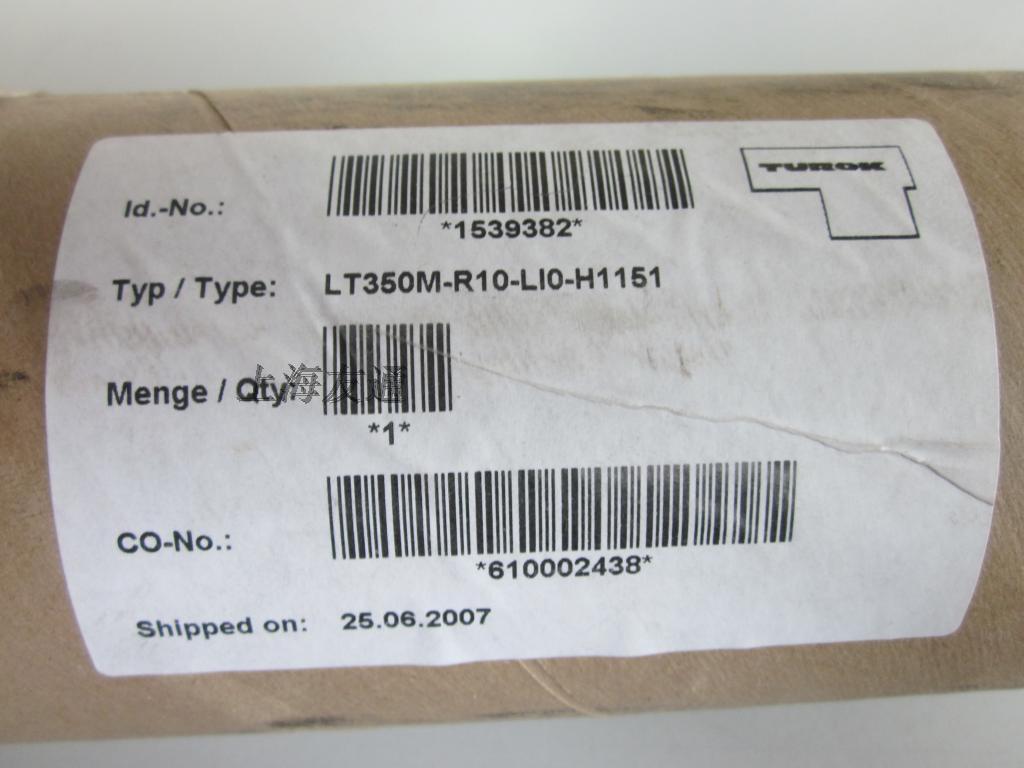 TURCK
Id.-No.:
*1539382*
Typ / Type: LT350M-R10-LI0-H1151
Menge / Qty
上海友通
*1*
CO-No.:
*610002438*
Shipped on: 25.06.2007